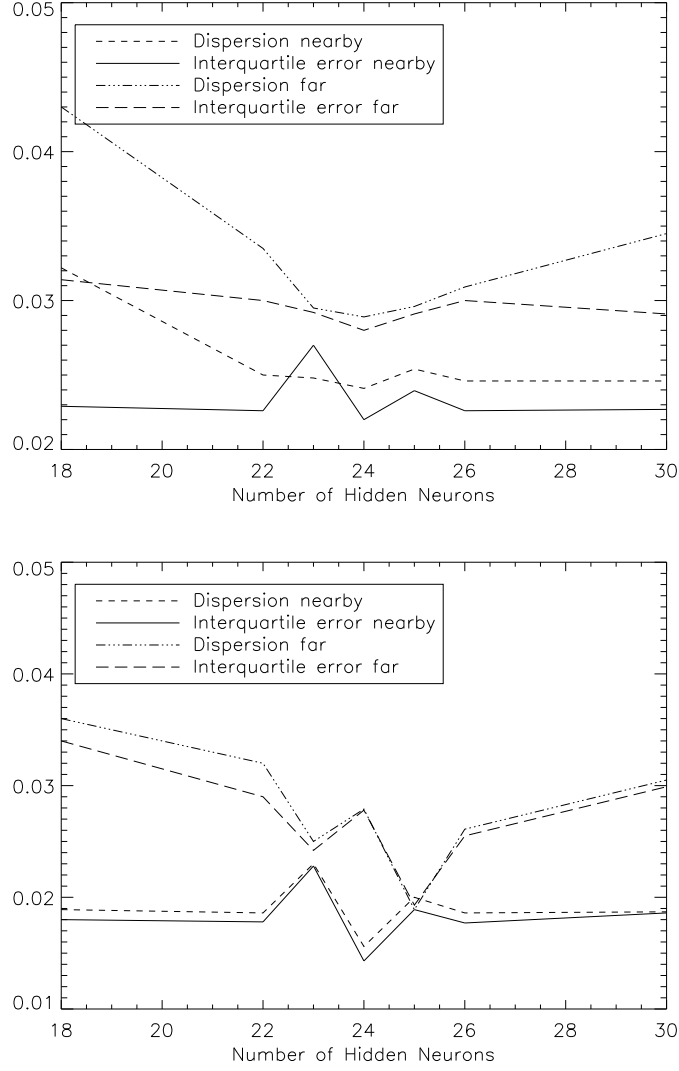 0.05
Dispersion nearby
Interquartile error nearby
Dispersion far
Interquartile error far
0.04
0.03
0.02
18 20 22 24 26 28 30
Number of Hidden Neurons
0.05
Dispersion nearby
Interquartile error nearby
Dispersion far
Interquartile error far
0.04
0.03
0.02
0.01
18 20 22 24 26 28 30
Number of Hidden Neurons